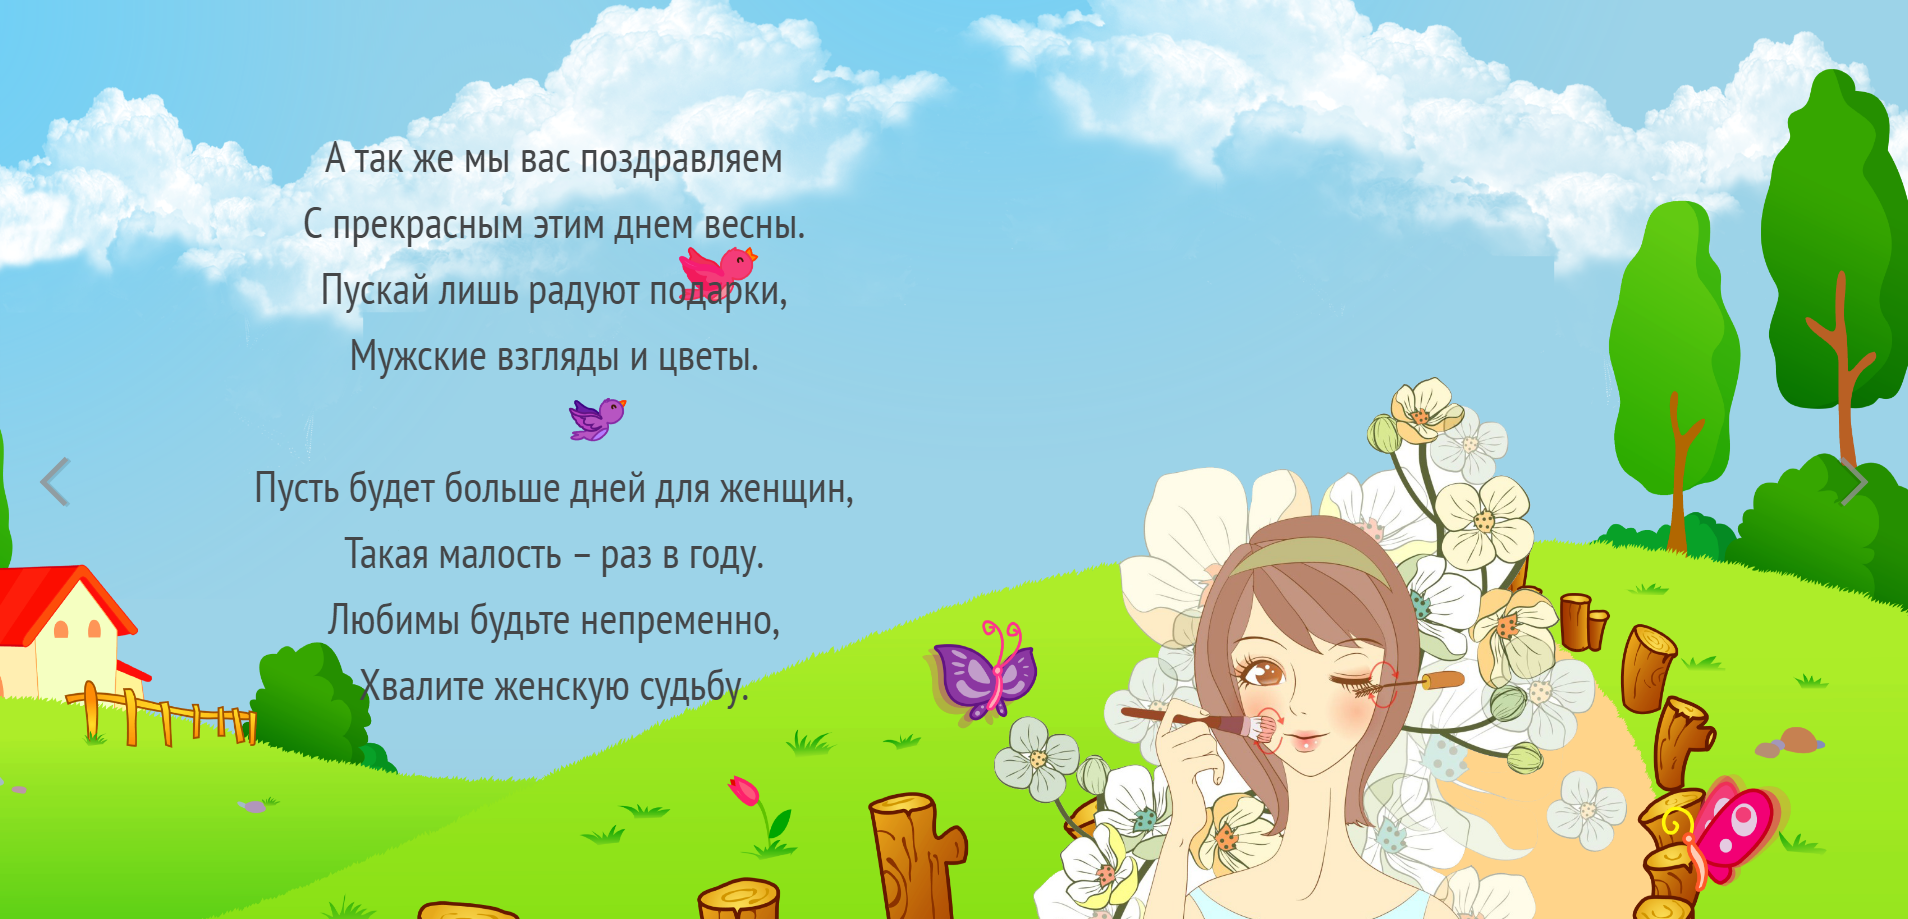 А так же мы вас поздравляем
С прекрасным этим днем весны.
Пускай лишь радуют подарки,
Мужские взгляды и цветы.
Пусть будет больше дней для женщин,
Такая малость – раз в году.
Любимы будьте непременно,
Хвалите женскую судьбу.